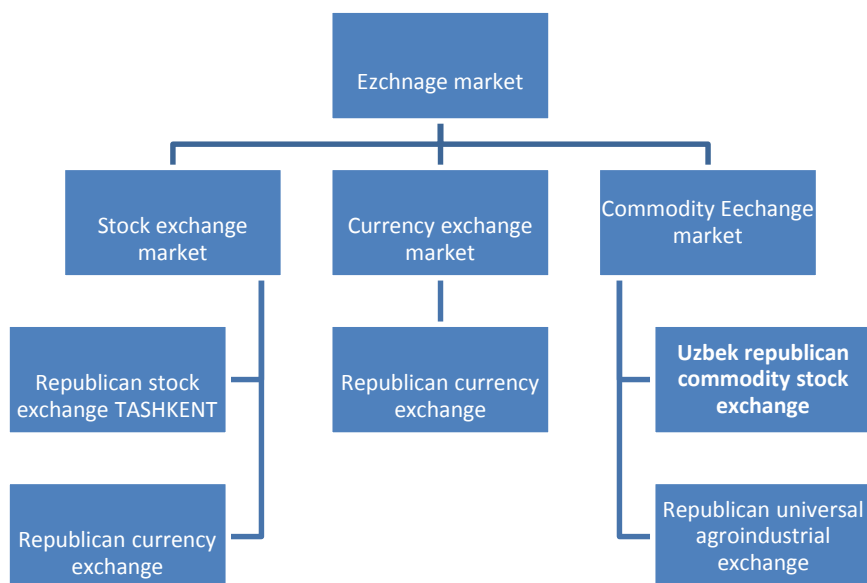 Ezchnage market
Stock exchange
market
Currency exchange
market
Commodity Eechange
market
Republican stock
exchange TASHKENT
Republican currency
exchange
Uzbek republican
commodity stock
exchange
Republican currency
exchange
Republican universal
agroindustrial
exchange